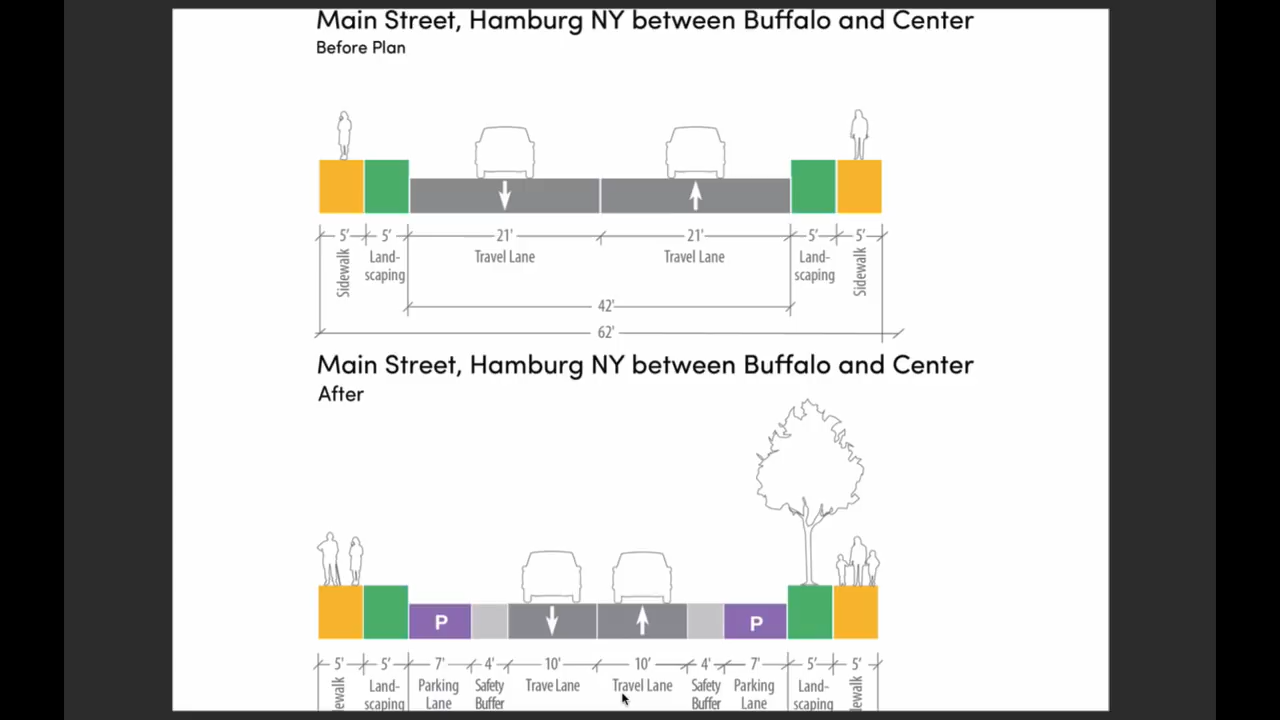 Main Street, Hamburg NY between Buffalo and Center
Before Plan
5' 5' 21' 21' 5' 5'
Sidewalk Land-scaping Travel Lane Travel Lane Land-scaping Sidewalk
42'
62'
Main Street, Hamburg NY between Buffalo and Center
After
P P
5' 5' 7' 4' 10' 10' 4' 7' 5' 5'
ewalk Land- Parking Safety Trave Lane Travel Lane Safety Parking Land- ewalk
scaping Lane Buffer Buffer Lane scaping